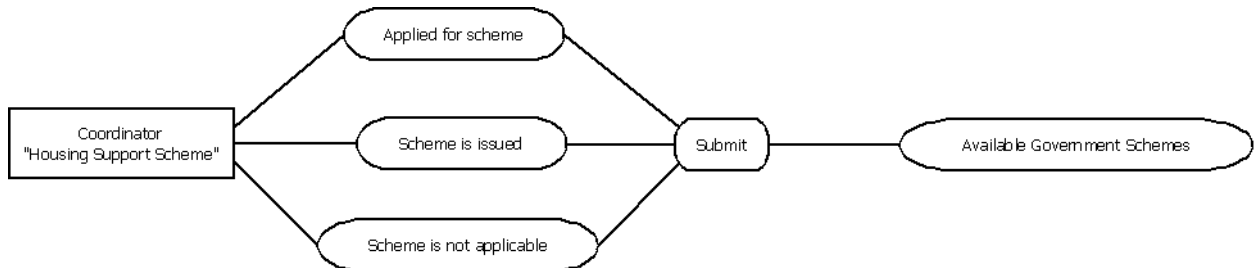 Applied for scheme
Coordinator
"Housing Support Scheme"
Scheme is issued
Submit
Available Government Schemes
Scheme is not applicable